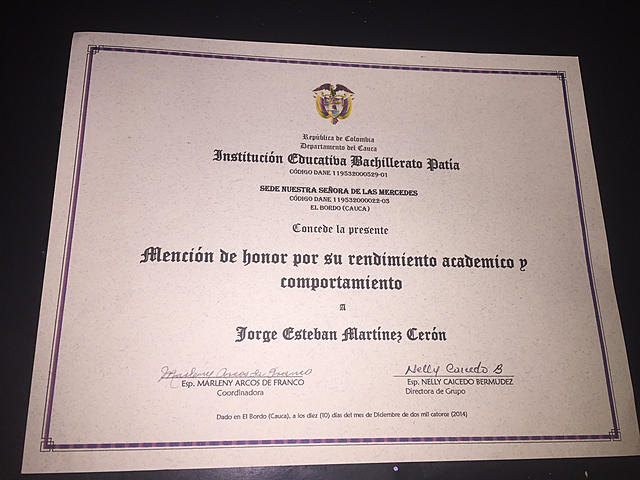 República de Colombia
Departamento del Cauca
Institución Educativa Bachillerato Patía
CÓDIGO DANE 119532000529-01
SEDE NUESTRA SEÑORA DE LAS MERCEDES
CÓDIGO DANE 119532000022-03
EL BORDO (CAUCA)
Concede la presente
Mención de honor por su rendimiento academico y
comportamiento
A
Jorge Esteban Martínez Cerón
Marleny Arcos de Franco Nelly Caicedo B
Esp. MARLENY ARCOS DE FRANCO Esp. NELLY CAICEDO BERMUDEZ
Coordinadora Directora de Grupo
Dado en El Bordo (Cauca), a los diez (10) días del mes de Diciembre de dos mil catorce (2014)